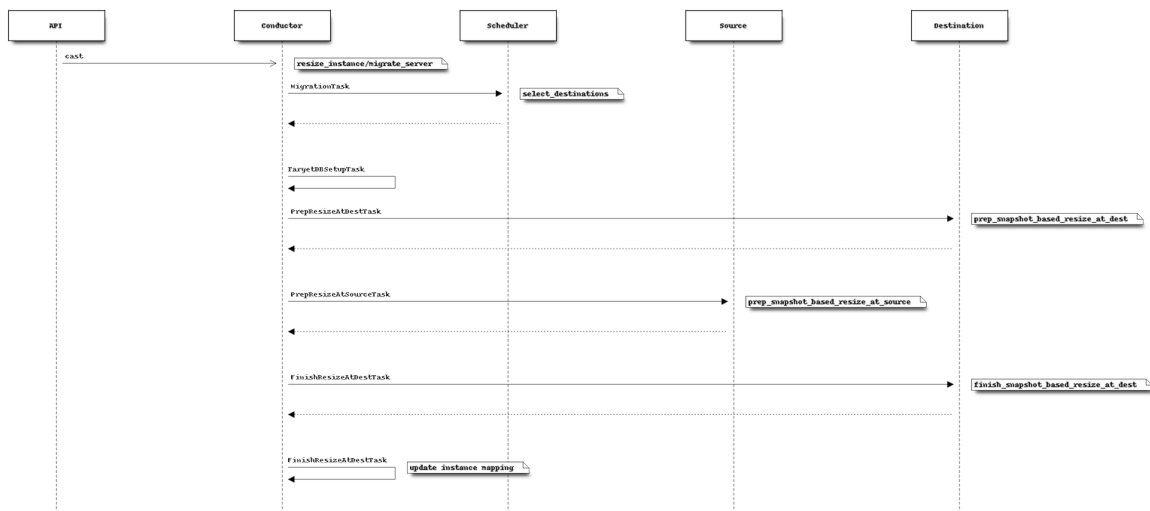 API
Conductor
Scheduler
Source
Destination
cast
resize_instance/migrate_server
MigrationTask
select_destinations
TargetDBSetupTask
PrepResizeAtDestTask
prep_snapshot_based_resize_at_dest
PrepResizeAtSourceTask
prep_snapshot_based_resize_at_source
FinishResizeAtDestTask
finish_snapshot_based_resize_at_dest
FinishResizeAtDestTask
update instance mapping